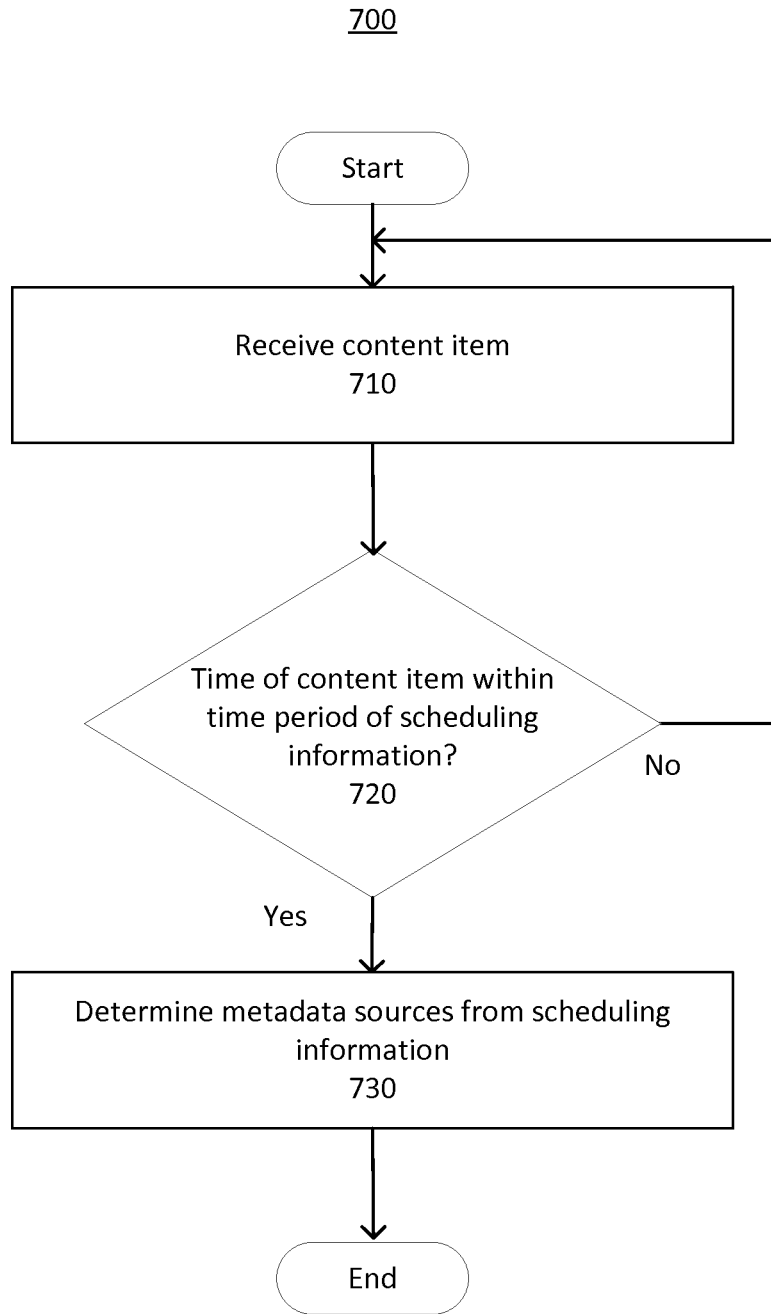 700
Start
Receive content item
710
Time of content item within
time period of scheduling
information?
720
No
Yes
Determine metadata sources from scheduling
information
730
End